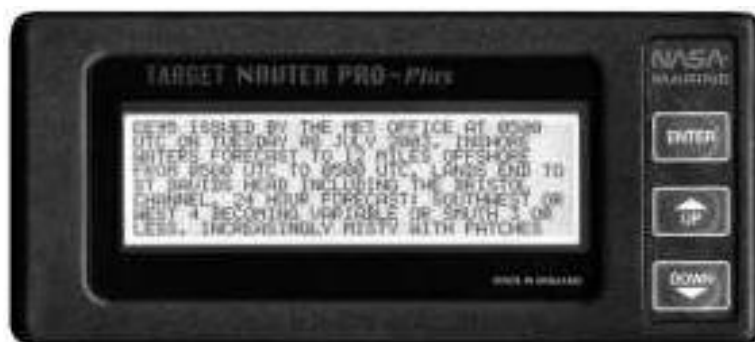 TARGET NAVTEX PRO-Plus
NASA
MARINE
ISSUED BY THE MET OFFICE AT 0500
UTC ON TUESDAY JULY INSHORE
WATERS FORECAST TO 12 MILES OFFSHORE
FROM 0500 UTC TO 0500 UTC. LANDS END TO
ST DAVIDS HEAD INCLUDING THE BRISTOL
CHANNEL. 24 HOUR FORECAST: SOUTHWEST OR
WEST 4 BECOMING VARIABLE OR SOUTH 3 OR
LESS. INCREASINGLY MISTY WITH PATCHES
MADE IN ENGLAND
ENTER
UP
DOWN